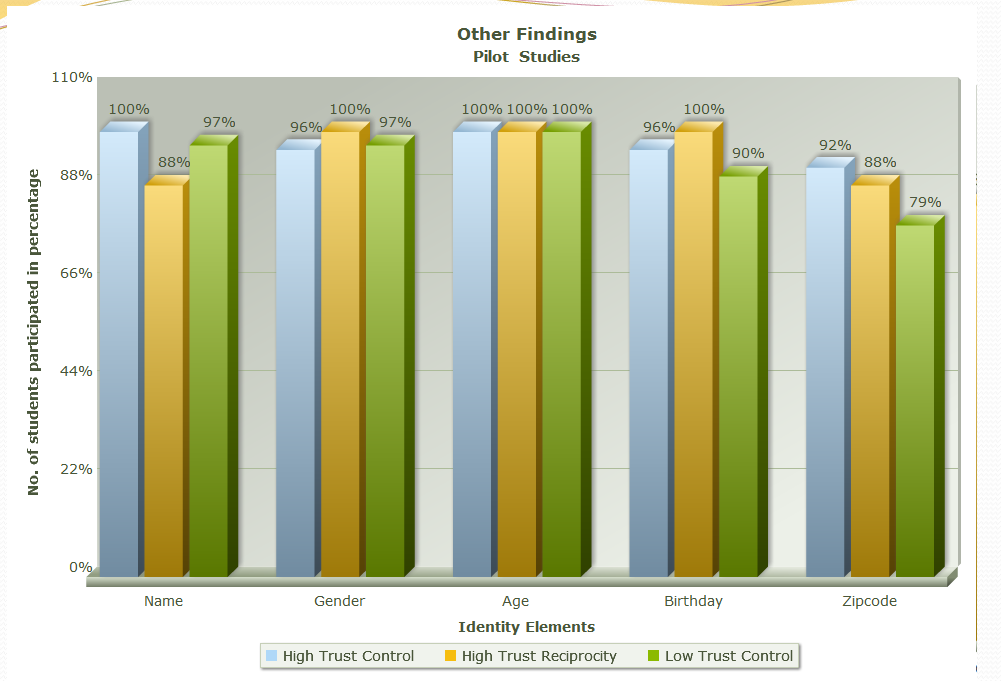 Other Findings
Pilot Studies
No. of students participated in percentage
110%
88%
66%
44%
22%
0%
100% 88% 97%
96% 100% 97%
100% 100% 100%
96% 100% 90%
92% 88% 79%
Name Gender Age Birthday Zipcode
Identity Elements
High Trust Control High Trust Reciprocity Low Trust Control